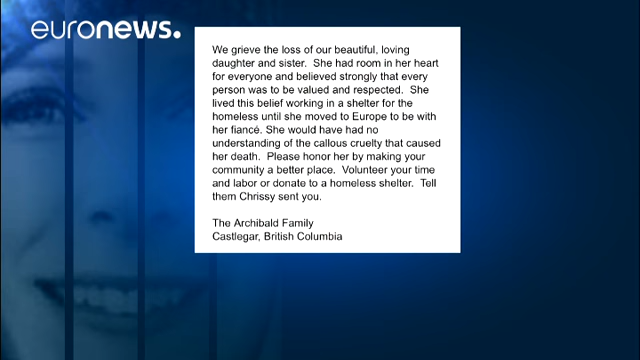 euronews.
We grieve the loss of our beautiful, loving
daughter and sister.  She had room in her heart
for everyone and believed strongly that every
person was to be valued and respected.  She
lived this belief working in a shelter for the
homeless until she moved to Europe to be with
her fiancé. She would have had no
understanding of the callous cruelty that caused
her death.  Please honor her by making your
community a better place.  Volunteer your time
and labor or donate to a homeless shelter.  Tell
them Chrissy sent you.
The Archibald Family
Castlegar, British Columbia